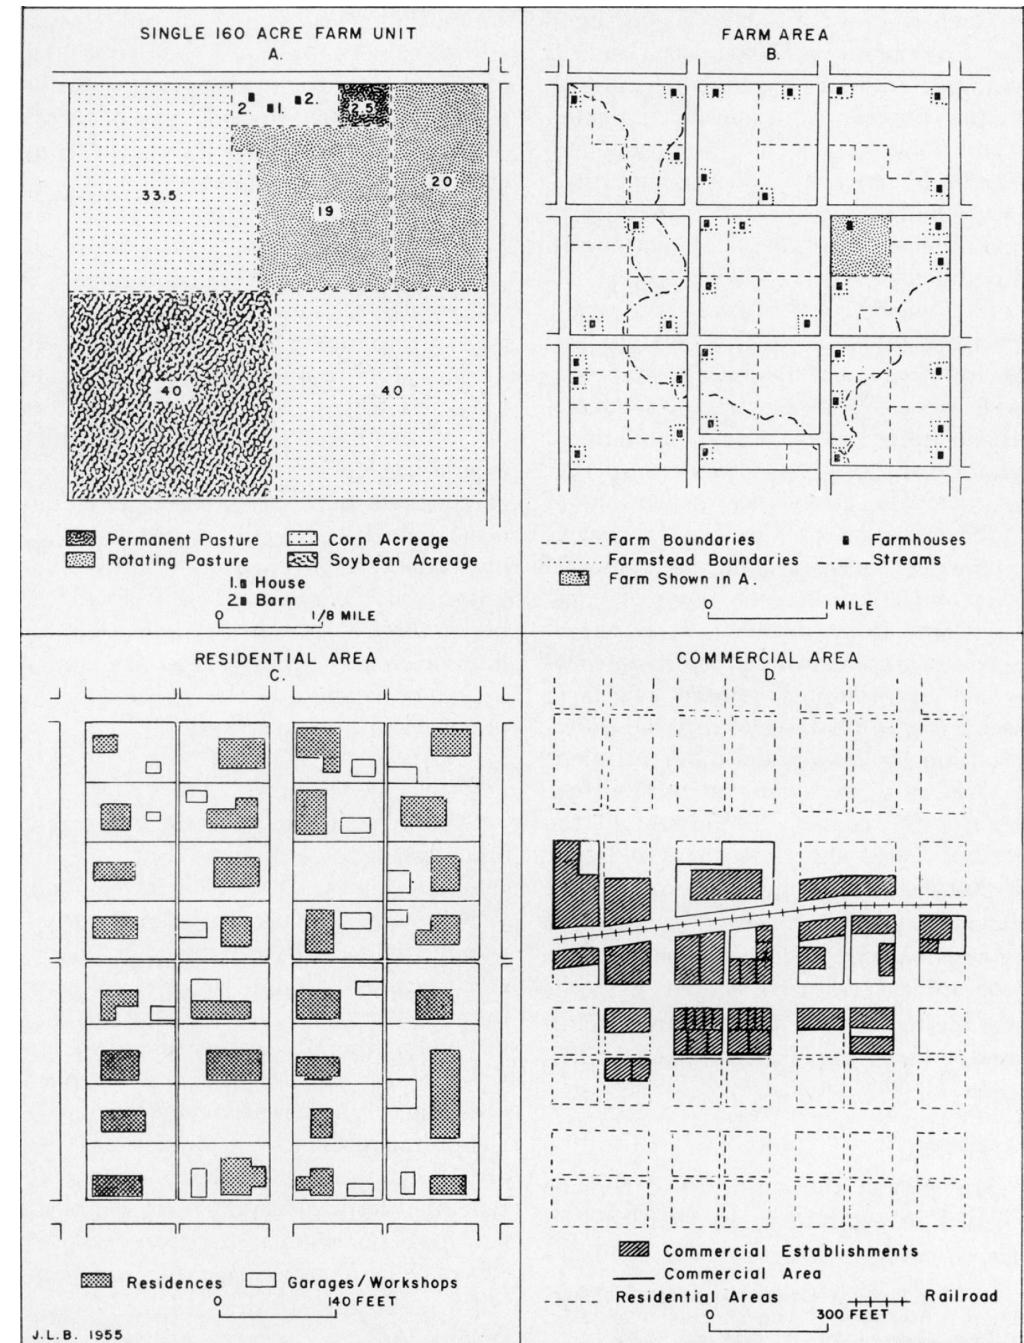 SINGLE 160 ACRE FARM UNIT
A.
2. 1. 2. 2.5
33.5
19
20
40
40
Permanent Pasture
Corn Acreage
Rotating Pasture
Soybean Acreage
1. House
2. Barn
0 1/8 MILE
FARM AREA
B.
Farm Boundaries
Farmhouses
Farmstead Boundaries
Streams
Farm Shown in A.
0 1 MILE
RESIDENTIAL AREA
C.
Residences
Garages/Workshops
0 140 FEET
J.L.B. 1955
COMMERCIAL AREA
D.
Commercial Establishments
Commercial Area
Residential Areas
Railroad
0 300 FEET